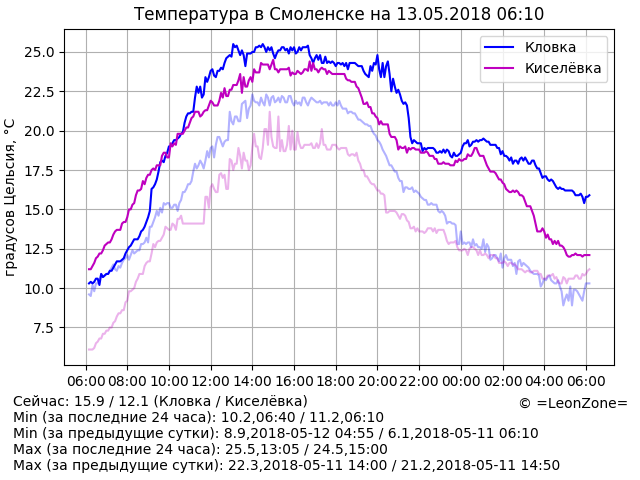 Температура в Смоленске на 13.05.2018 06:10
градусов Цельсия, °C
25.0
22.5
20.0
17.5
15.0
12.5
10.0
7.5
Кловка
Киселёвка
06:00 08:00 10:00 12:00 14:00 16:00 18:00 20:00 22:00 00:00 02:00 04:00 06:00
Сейчас: 15.9 / 12.1 (Кловка / Киселёвка)
© =LeonZone=
Min (за последние 24 часа): 10.2,06:40 / 11.2,06:10
Min (за предыдущие сутки): 8.9,2018-05-12 04:55 / 6.1,2018-05-11 06:10
Max (за последние 24 часа): 25.5,13:05 / 24.5,15:00
Max (за предыдущие сутки): 22.3,2018-05-11 14:00 / 21.2,2018-05-11 14:50